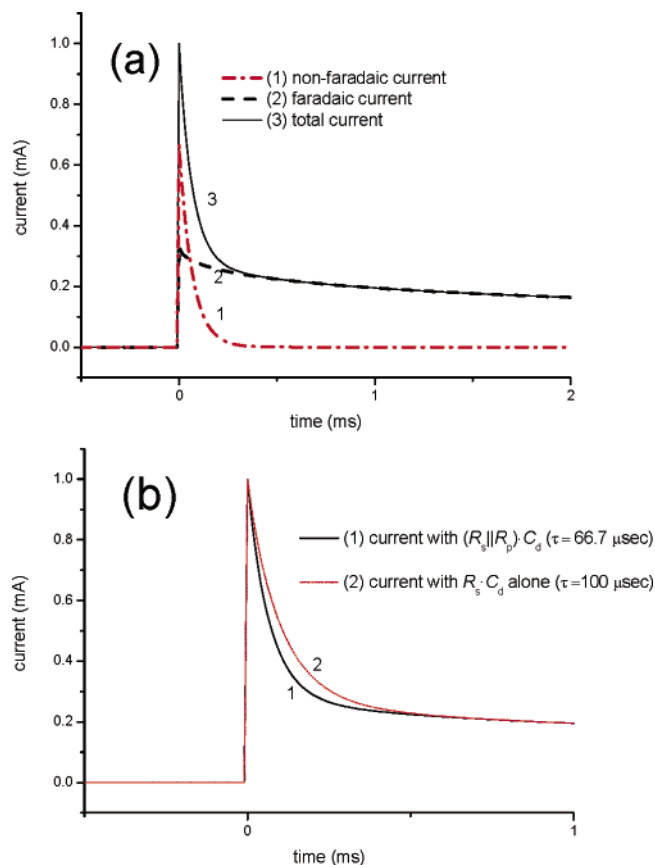 (a)
(1) non-faradaic current
(2) faradaic current
(3) total current
current (mA)
1.0
0.8
0.6
0.4
0.2
0.0
3
2
1
0
1
2
time (ms)
(b)
(1) current with (Rs||Rp)·Cd (τ = 66.7 μsec)
(2) current with Rs·Cd alone (τ=100 μsec)
current (mA)
1.0
0.8
0.6
0.4
0.2
0.0
2
1
0
1
time (ms)